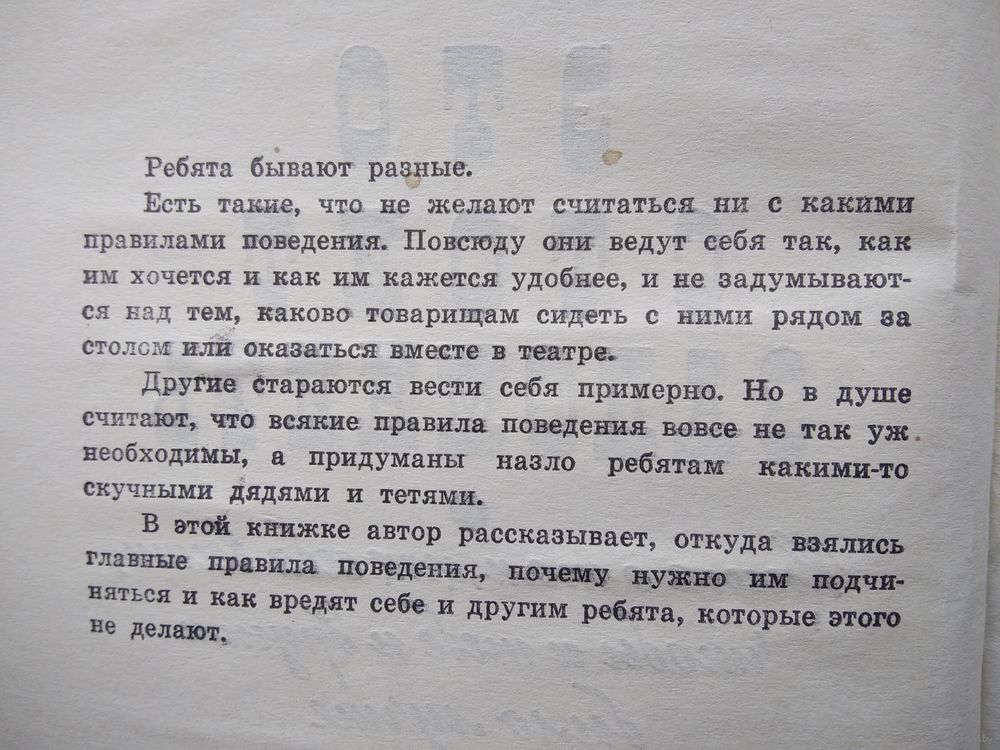 Ребята бывают разные.
Есть такие, что не желают считаться ни с какими
правилами поведения. Повсюду они ведут себя так, как
им хочется и как им кажется удобнее, и не задумывают-
ся над тем, каково товарищам сидеть с ними рядом за
столом или оказаться вместе в театре.
Другие стараются вести себя примерно. Но в душе
считают, что всякие правила поведения вовсе не так уж
необходимы, а придуманы назло ребятам какими-то
скучными дядями и тетями.
В этой книжке автор рассказывает, откуда взялись
главные правила поведения, почему нужно им подчи-
няться и как вредят себе и другим ребята, которые этого
не делают.